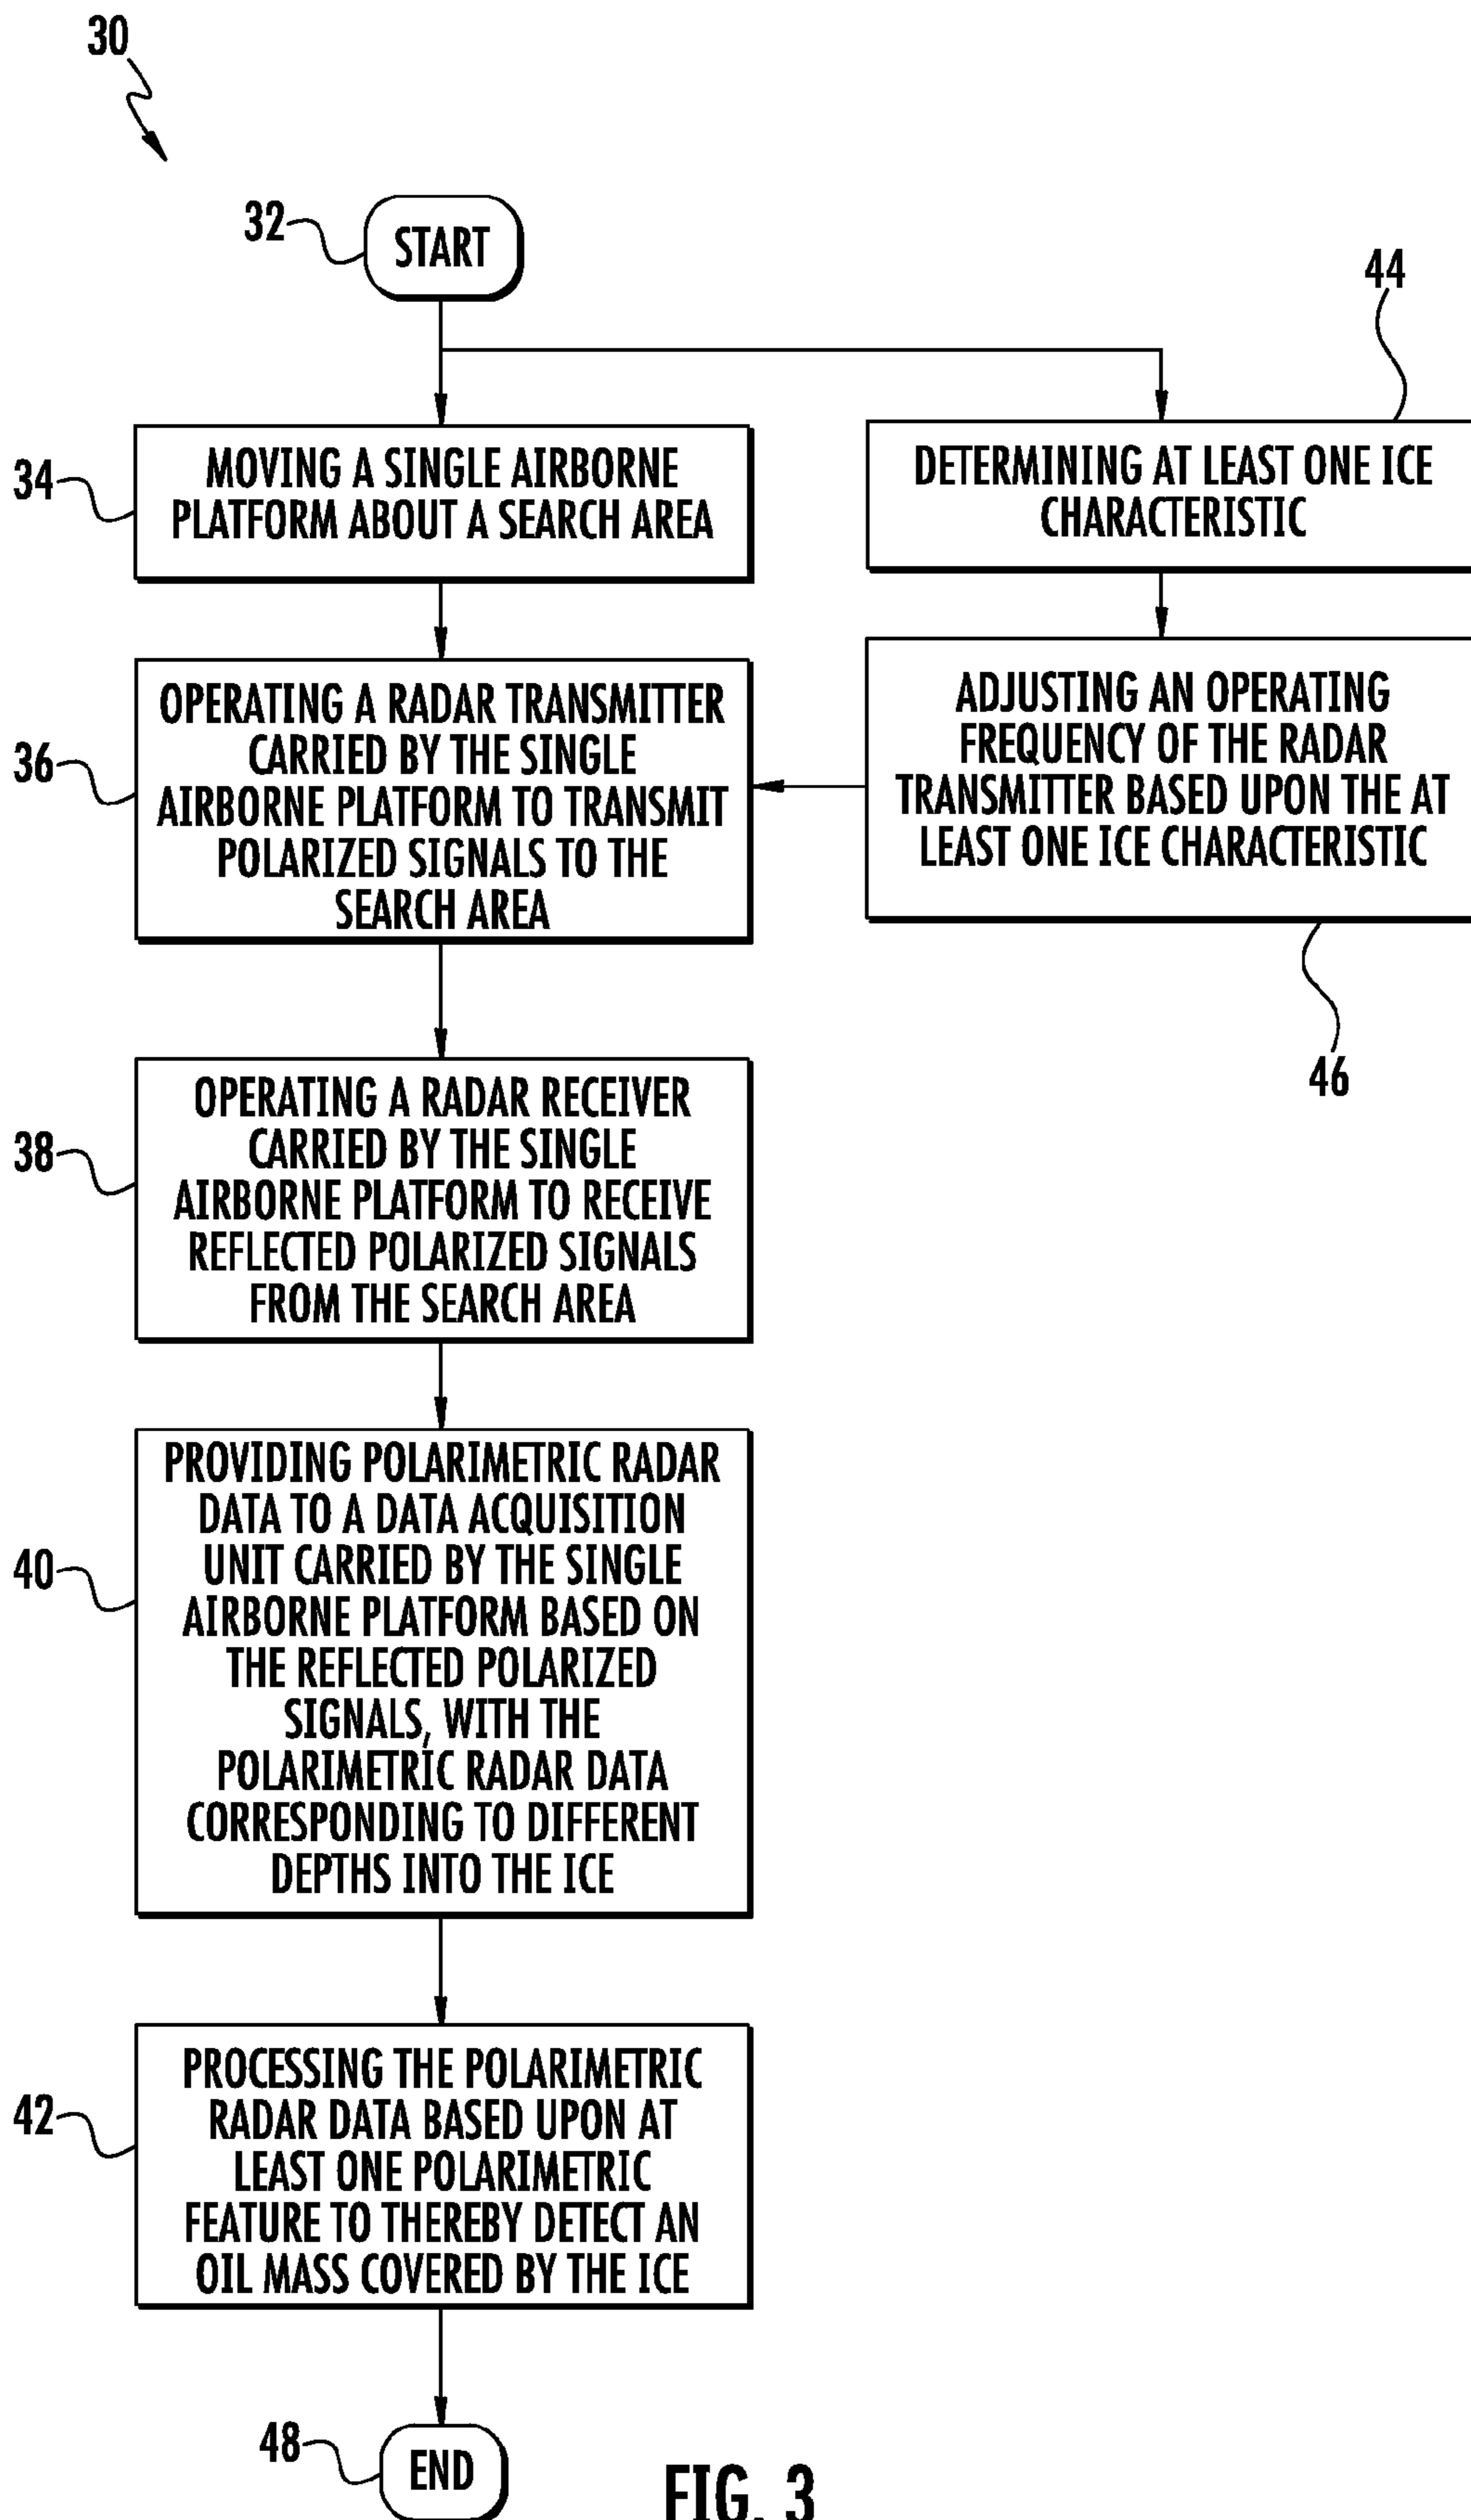 30
32
START
44
34
MOVING A SINGLE AIRBORNE
PLATFORM ABOUT A SEARCH AREA
DETERMINING AT LEAST ONE ICE
CHARACTERISTIC
36
OPERATING A RADAR TRANSMITTER
CARRIED BY THE SINGLE
AIRBORNE PLATFORM TO TRANSMIT
POLARIZED SIGNALS TO THE
SEARCH AREA
ADJUSTING AN OPERATING
FREQUENCY OF THE RADAR
TRANSMITTER BASED UPON THE AT
LEAST ONE ICE CHARACTERISTIC
46
38
OPERATING A RADAR RECEIVER
CARRIED BY THE SINGLE
AIRBORNE PLATFORM TO RECEIVE
REFLECTED POLARIZED SIGNALS
FROM THE SEARCH AREA
40
PROVIDING POLARIMETRIC RADAR
DATA TO A DATA ACQUISITION
UNIT CARRIED BY THE SINGLE
AIRBORNE PLATFORM BASED ON
THE REFLECTED POLARIZED
SIGNALS, WITH THE
POLARIMETRIC RADAR DATA
CORRESPONDING TO DIFFERENT
DEPTHS INTO THE ICE
42
PROCESSING THE POLARIMETRIC
RADAR DATA BASED UPON AT
LEAST ONE POLARIMETRIC
FEATURE TO THEREBY DETECT AN
OIL MASS COVERED BY THE ICE
48
END
FIG. 3